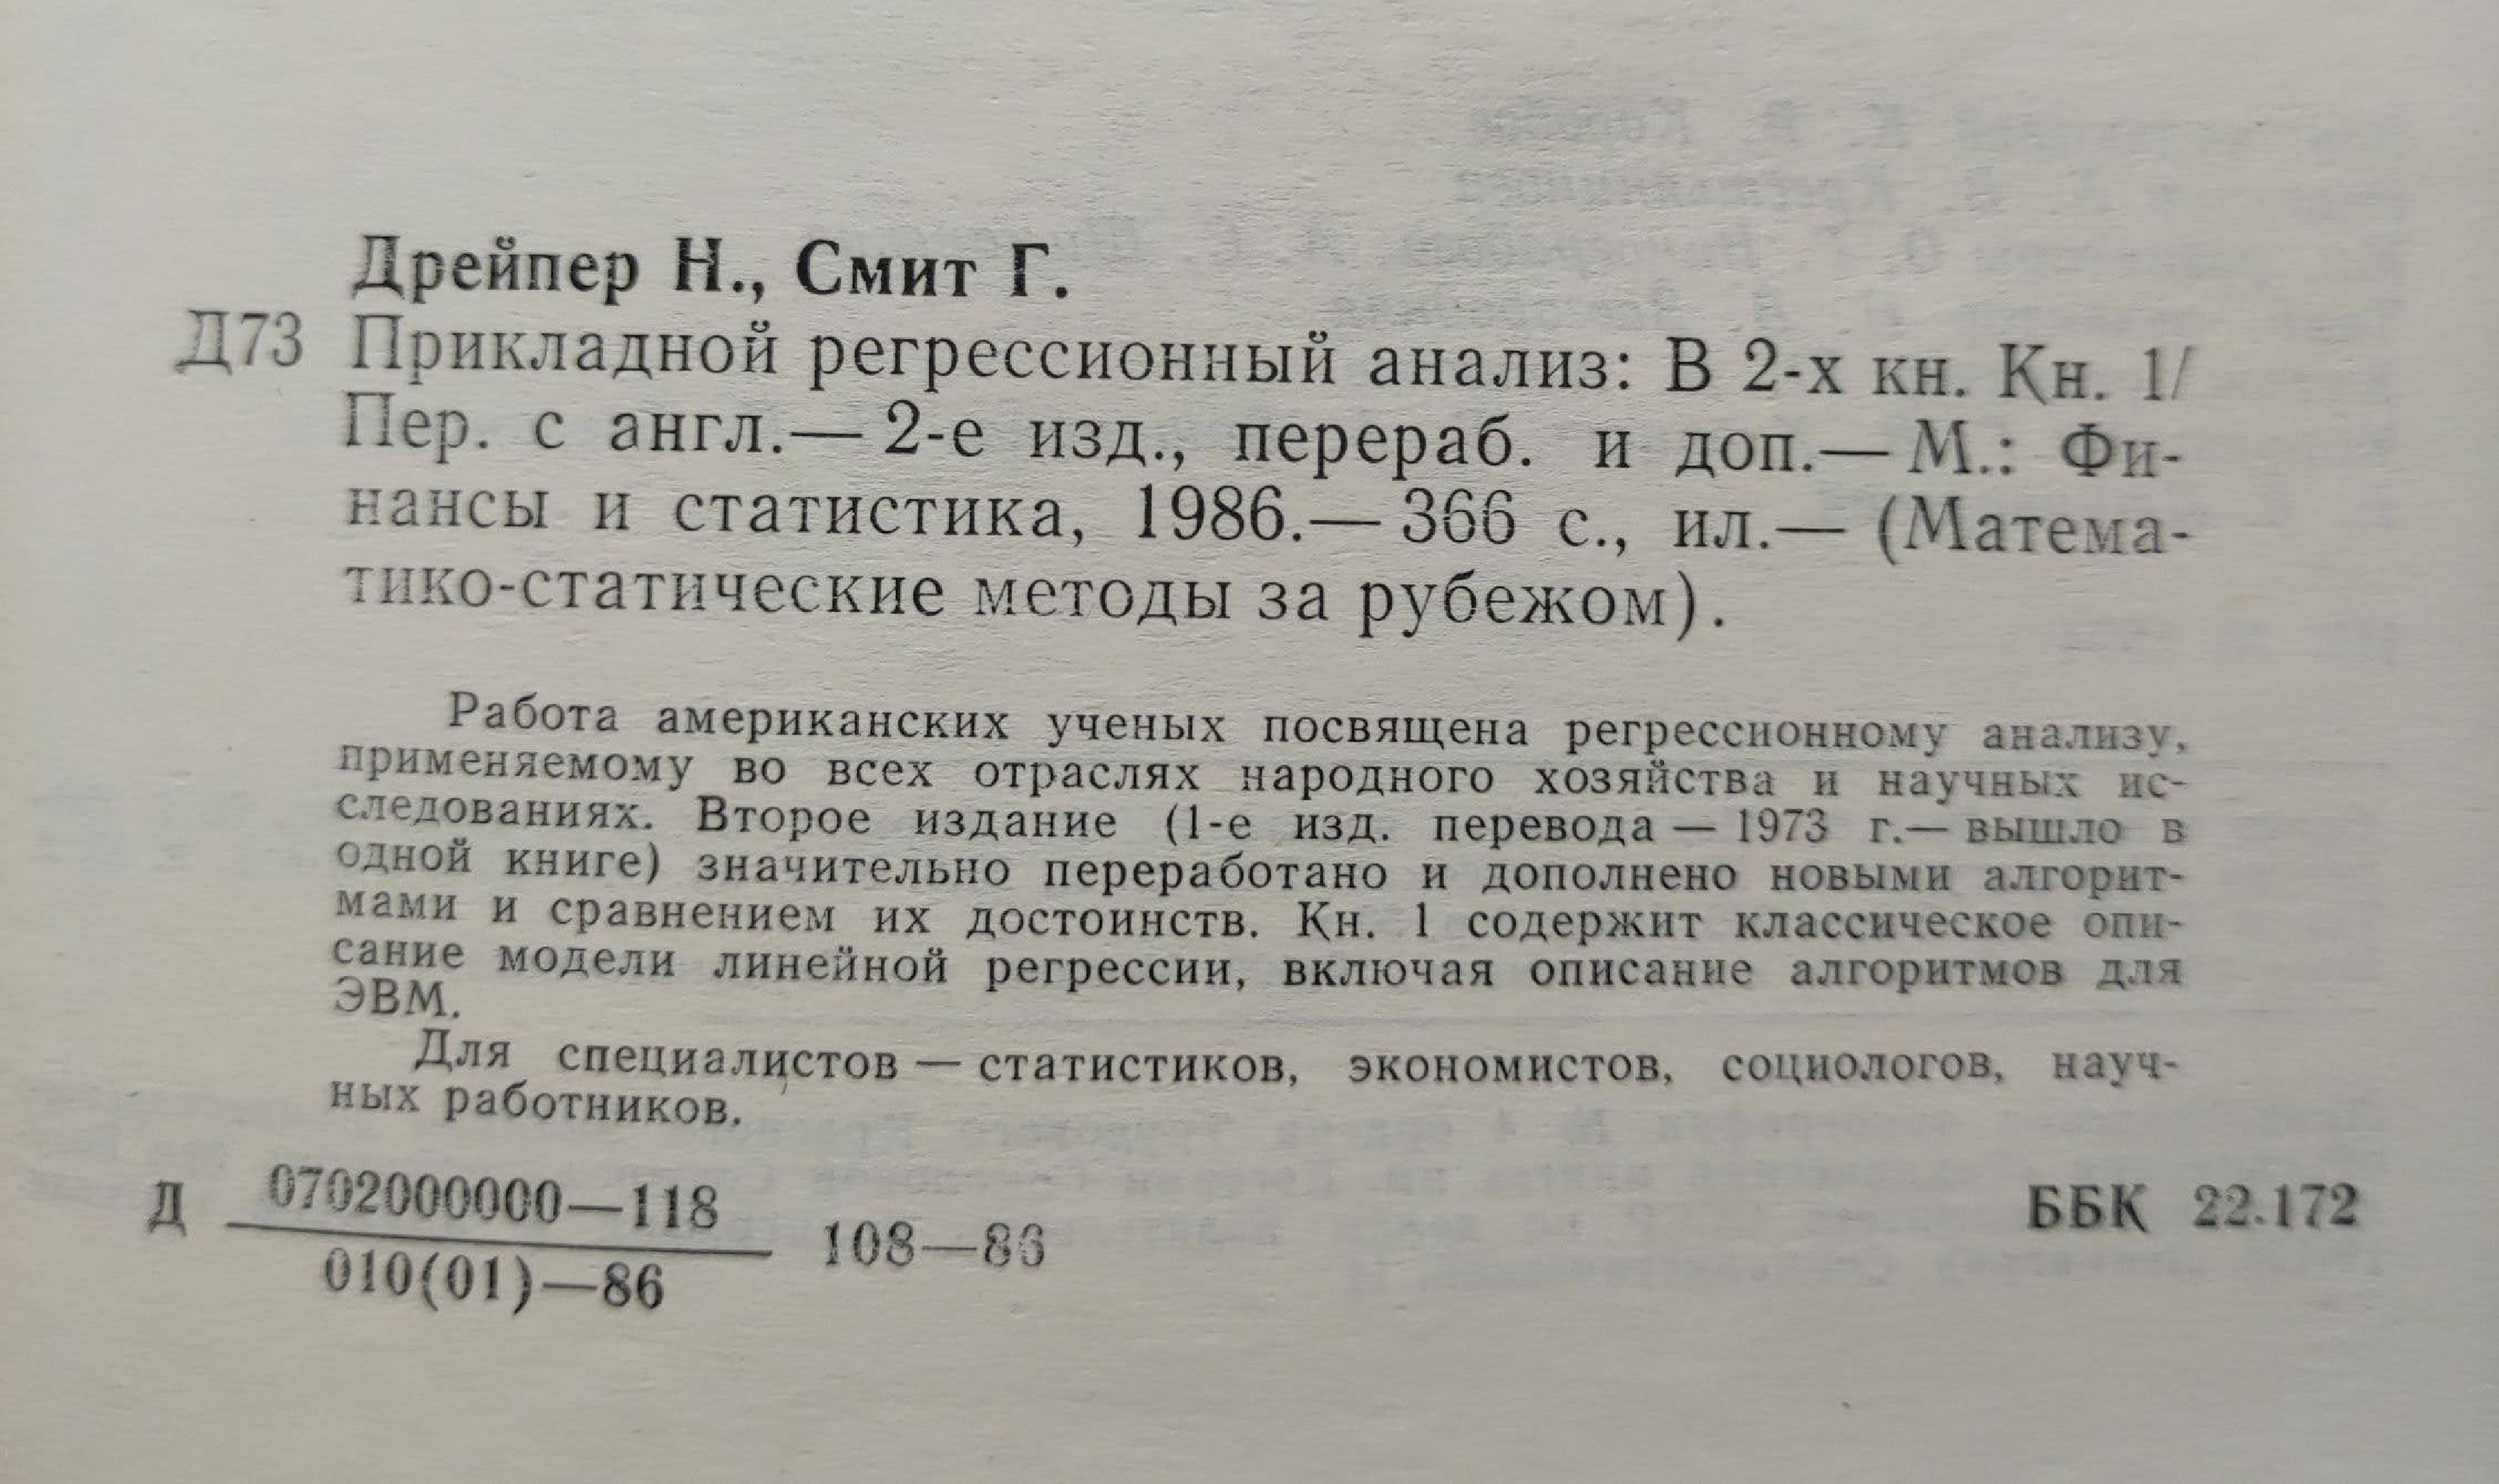 Дрейпер Н., Смит Г.
Д73 Прикладной регрессионный анализ: В 2-х кн. Кн. 1/
Пер. с англ.— 2-е изд., перераб. и доп.— М.: Фи-
нансы и статистика, 1986.— 366 с., ил.— (Матема-
тико-статические методы за рубежом).
Работа американских ученых посвящена регрессионному анализу,
применяемому во всех отраслях народного хозяйства и научных ис-
следованиях. Второе издание (1-е изд. перевода — 1973 г.— вышло в
одной книге) значительно переработано и дополнено новыми алгорит-
мами и сравнением их достоинств. Кн. 1 содержит классическое опи-
сание модели линейной регрессии, включая описание алгоритмов для
ЭВМ.
Для специалистов — статистиков, экономистов, социологов, науч-
ных работников.
Д 0702000000—118
010(01)—86
108—86
ББК 22.172